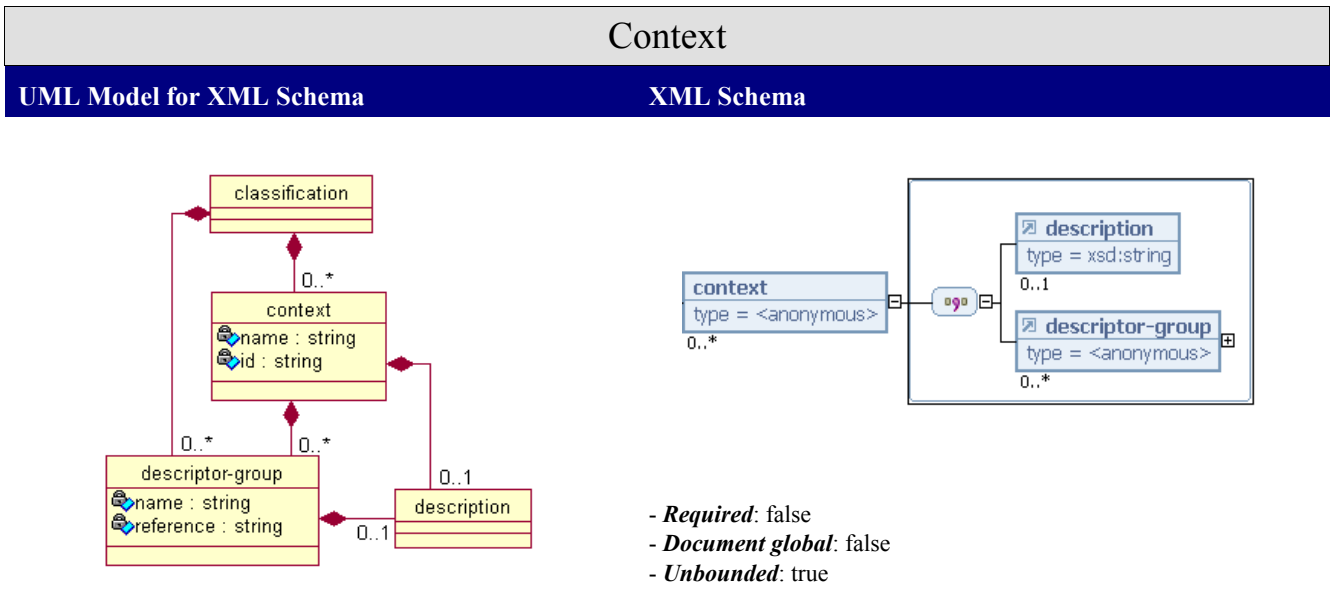 Context
UML Model for XML Schema
XML Schema
classification
0..*
context
name : string
id : string
0..*
0..*
descriptor-group
name : string
reference : string
0..1
0..1
description
context
type = <anonymous>
0..*
description
type = xsd:string
0..1
descriptor-group
type = <anonymous>
0..*
- Required: false
- Document global: false
- Unbounded: true